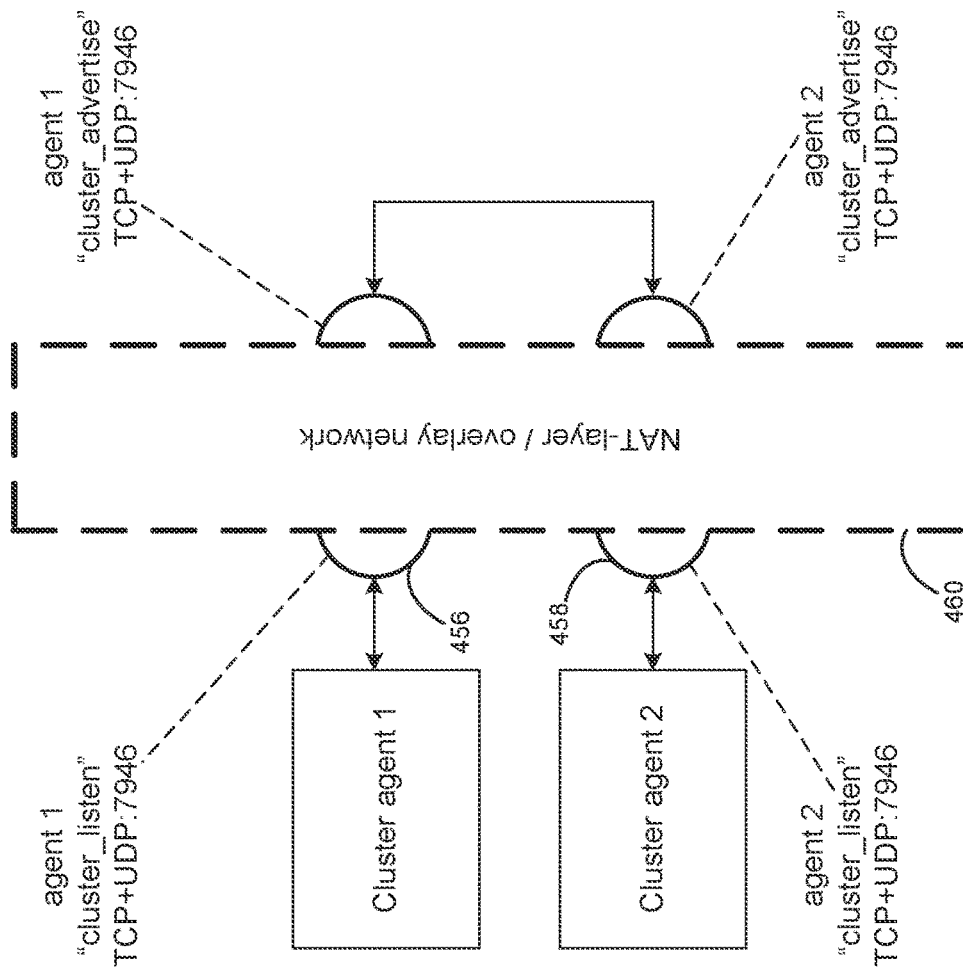 agent 1
“cluster_listen”
TCP+UDP:7946
agent 1
“cluster_advertise”
TCP+UDP:7946
Cluster agent 1
456
NAT-layer / overlay network
458
Cluster agent 2
agent 2
“cluster_listen”
TCP+UDP:7946
460
agent 2
“cluster_advertise”
TCP+UDP:7946